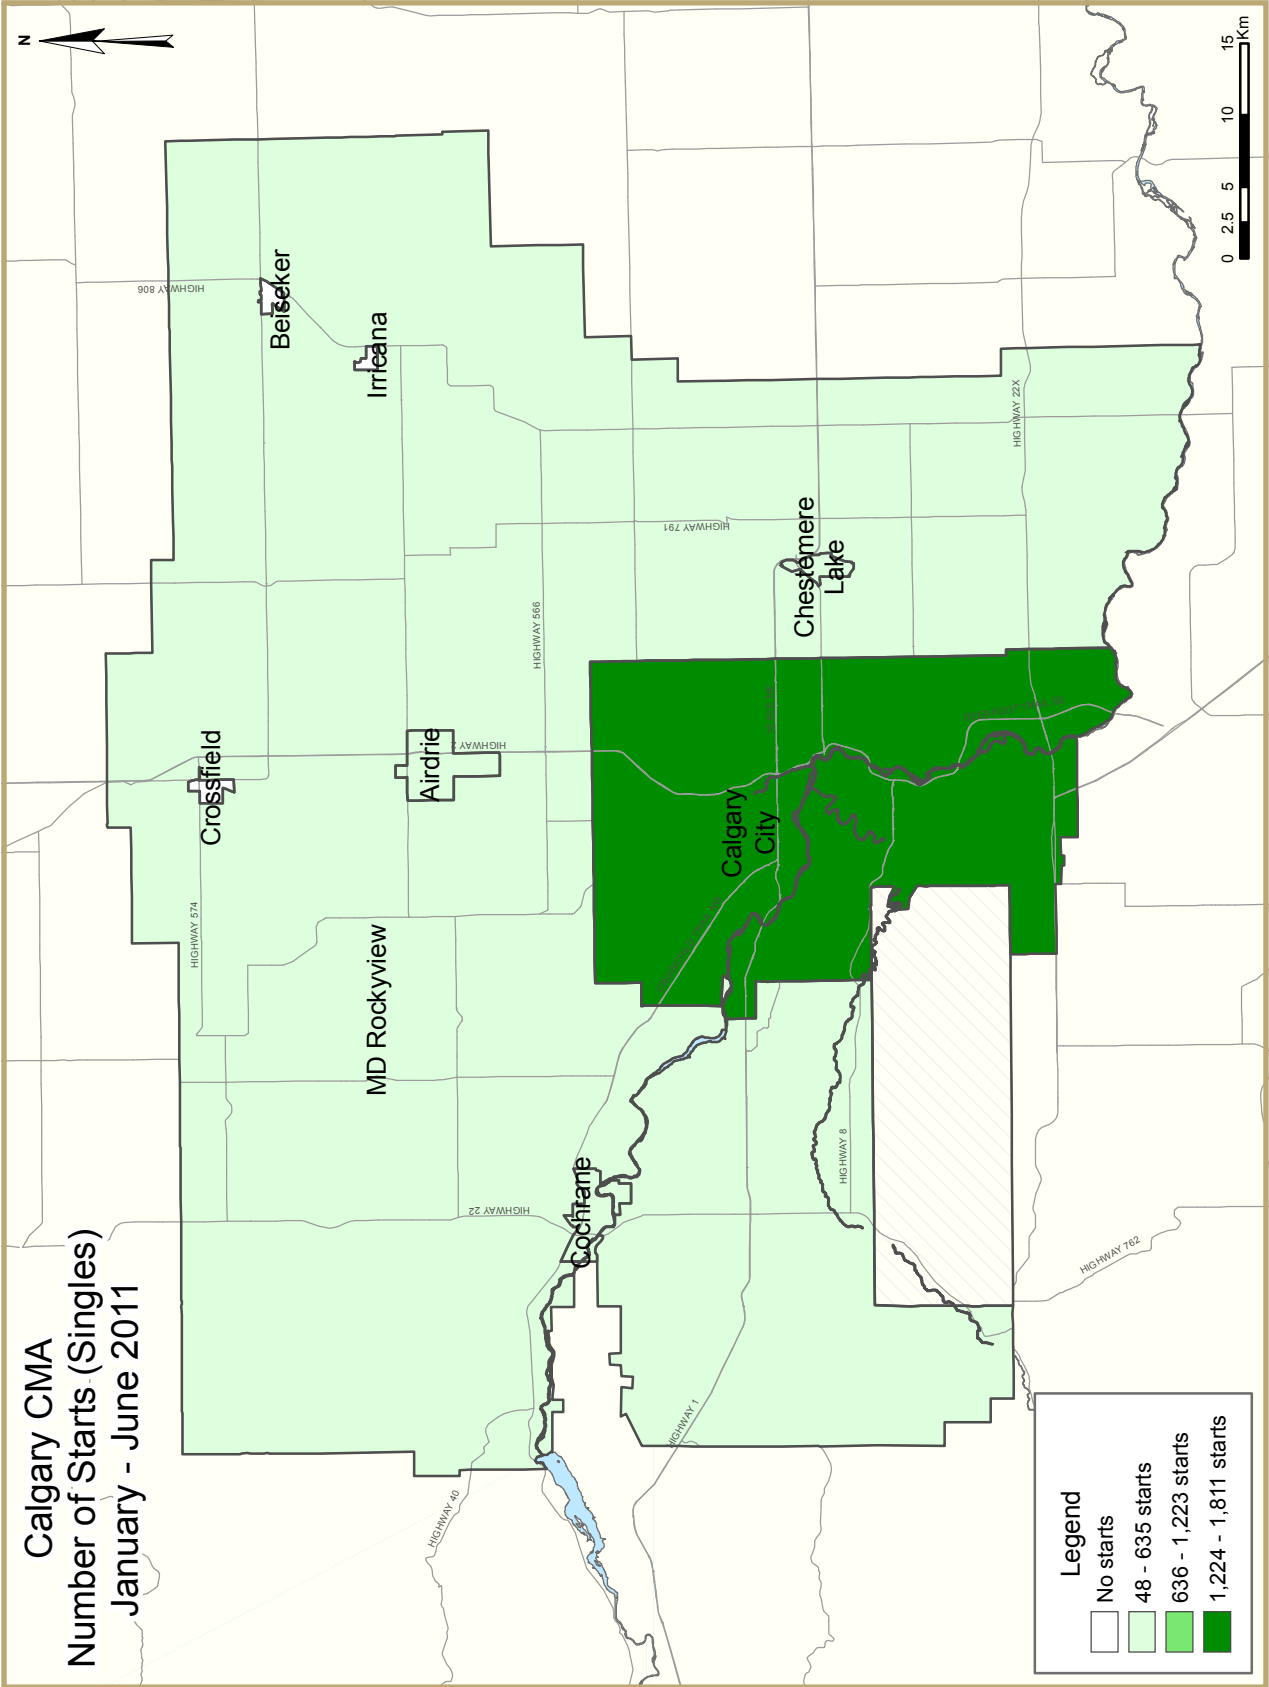 Calgary CMA
Number of Starts (Singles)
January - June 2011
N
HIGHWAY 806
Beiseker
Irricana
Crossfield
HIGHWAY 574
Airdrie
HIGHWAY 2
HIGHWAY 566
MD Rockyview
HIGHWAY 791
Chestemere
Lake
Calgary
City
HIGHWAY 22X
HIGHWAY 22
Cochrane
HIGHWAY 8
HIGHWAY 762
HIGHWAY 1
HIGHWAY 40
Legend
No starts
48 - 635 starts
636 - 1,223 starts
1,224 - 1,811 starts
0 2.5 5 10 15
Km